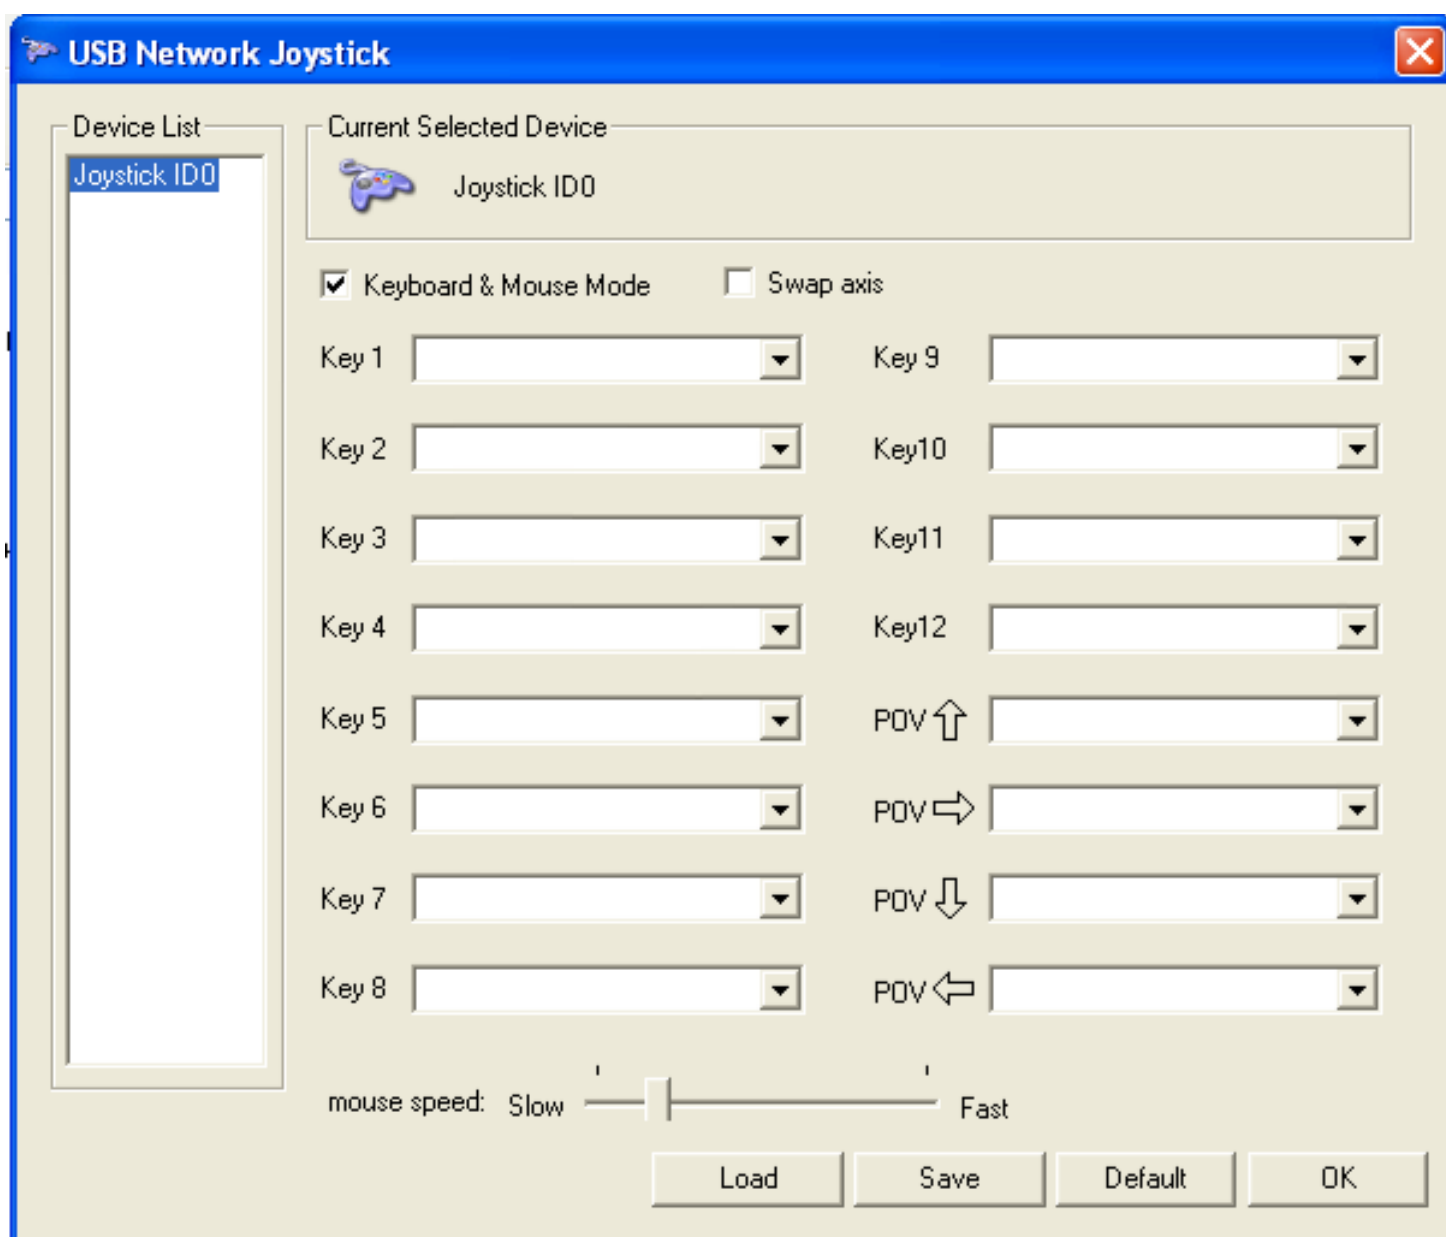 USB Network Joystick
Device List
Joystick ID0
Current Selected Device
Joystick ID0
Keyboard & Mouse Mode
Swap axis
Key 1
Key 9
Key 2
Key10
Key 3
Key11
Key 4
Key12
Key 5
POV
Key 6
POV
Key 7
POV
Key 8
POV
mouse speed: Slow Fast
Load Save Default OK